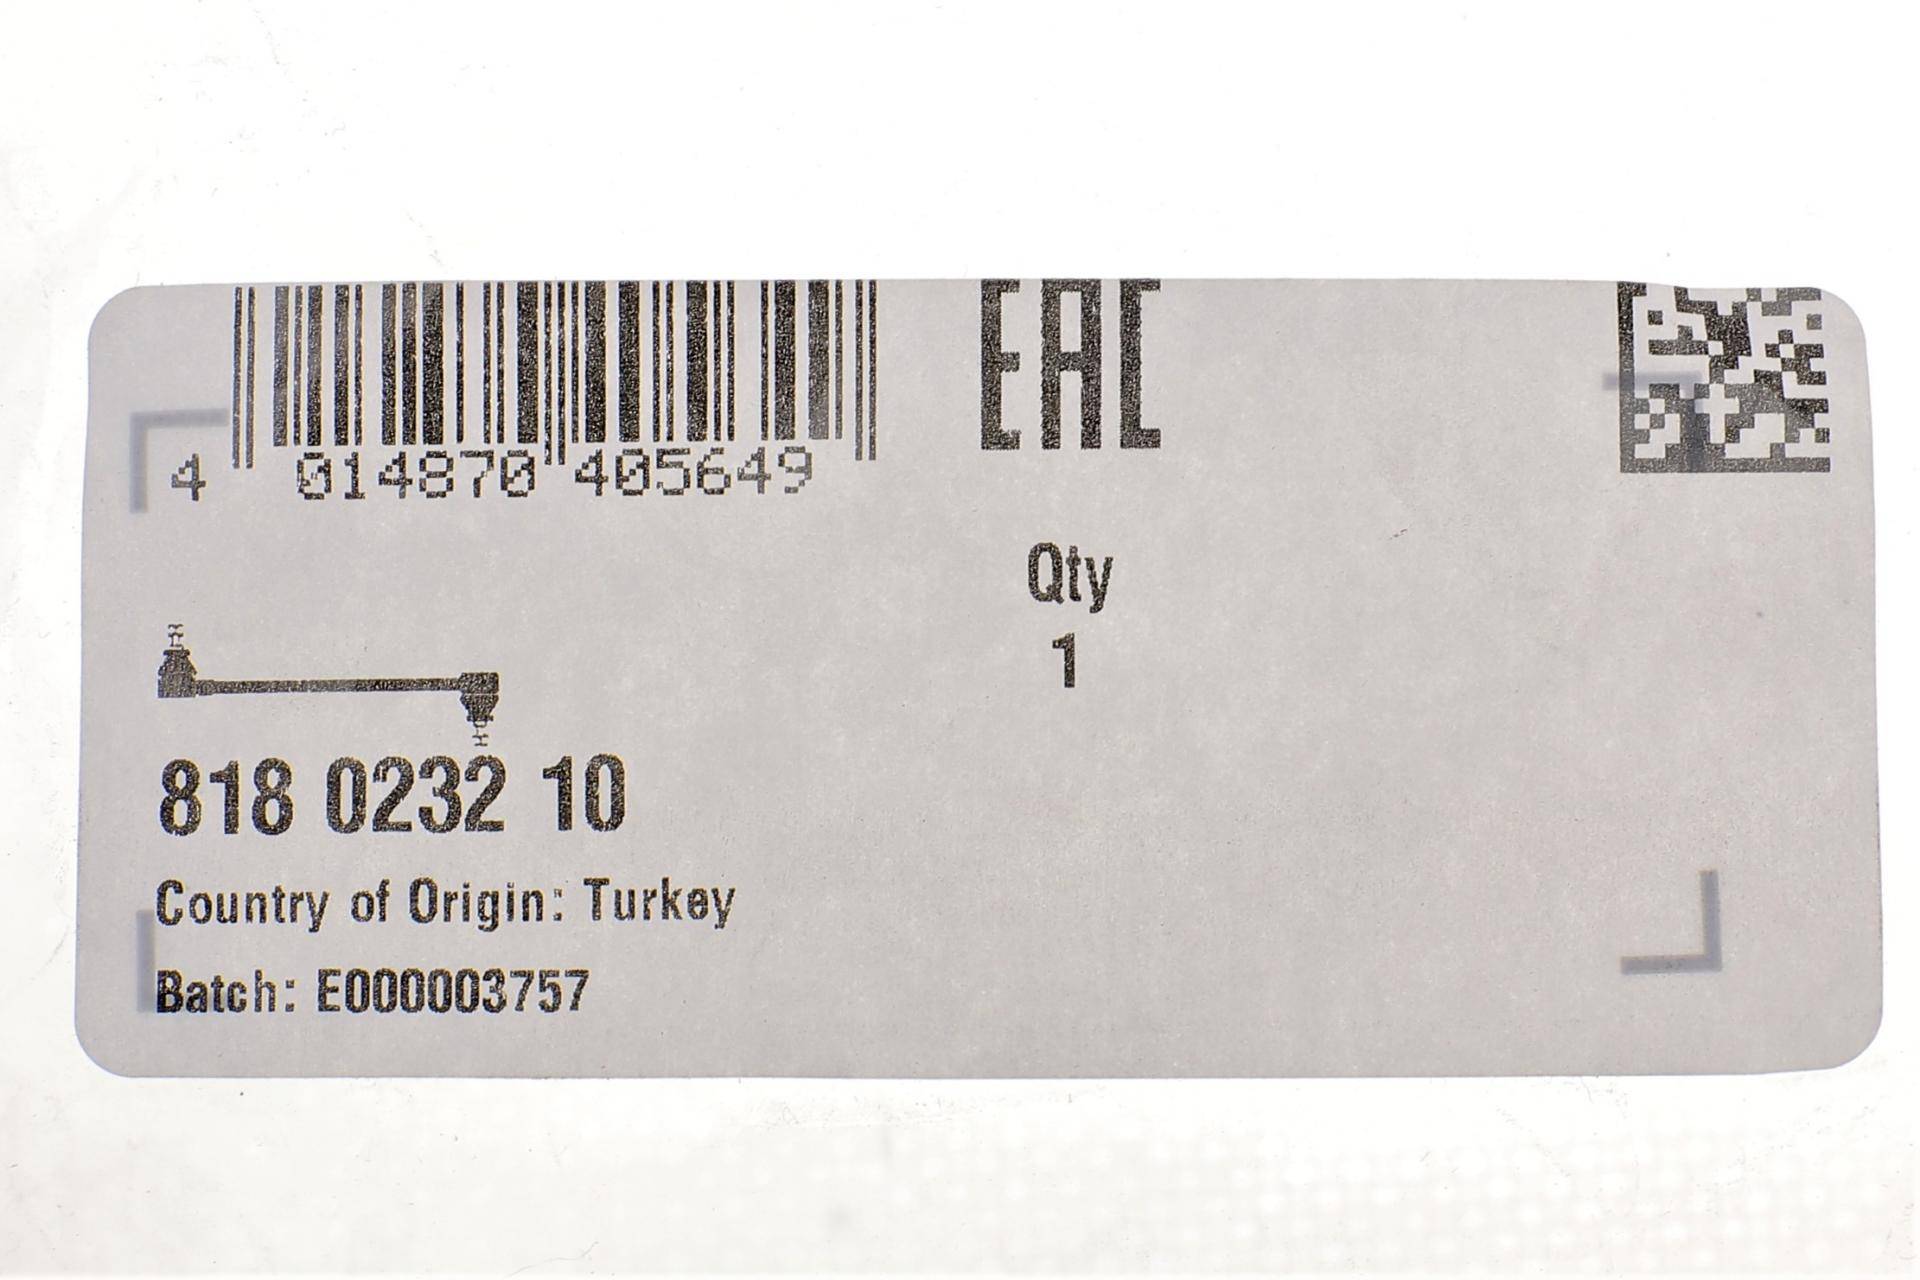 EAC
4 014870 405649
Qty
1
818 0232 10
Country of Origin: Turkey
Batch: E000003757